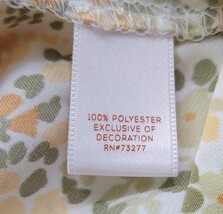 100% POLYESTER
EXCLUSIVE OF
DECORATION
RN#73277